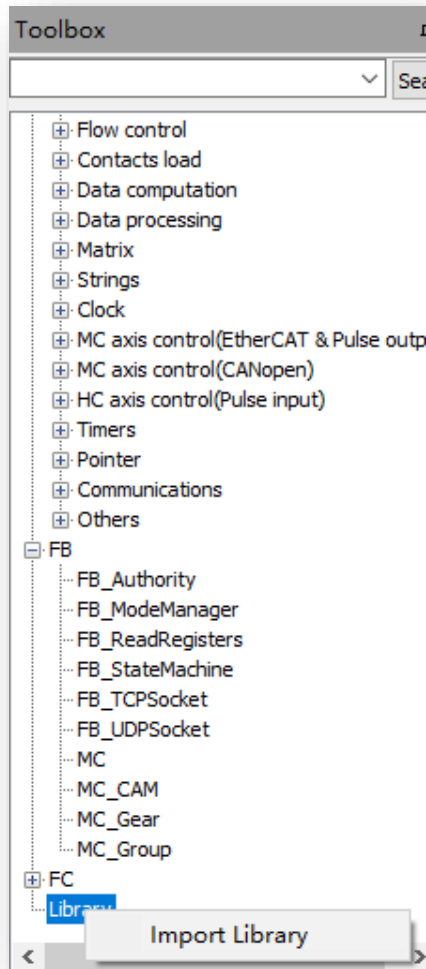 Toolbox
Sea
Flow control
Contacts load
Data computation
Data processing
Matrix
Strings
Clock
MC axis control(EtherCAT & Pulse outp
MC axis control(CANopen)
HC axis control(Pulse input)
Timers
Pointer
Communications
Others
FB
FB_Authority
FB_ModeManager
FB_ReadRegisters
FB_StateMachine
FB_TCPSocket
FB_UDPSocket
MC
MC_CAM
MC_Gear
MC_Group
FC
Library
Import Library